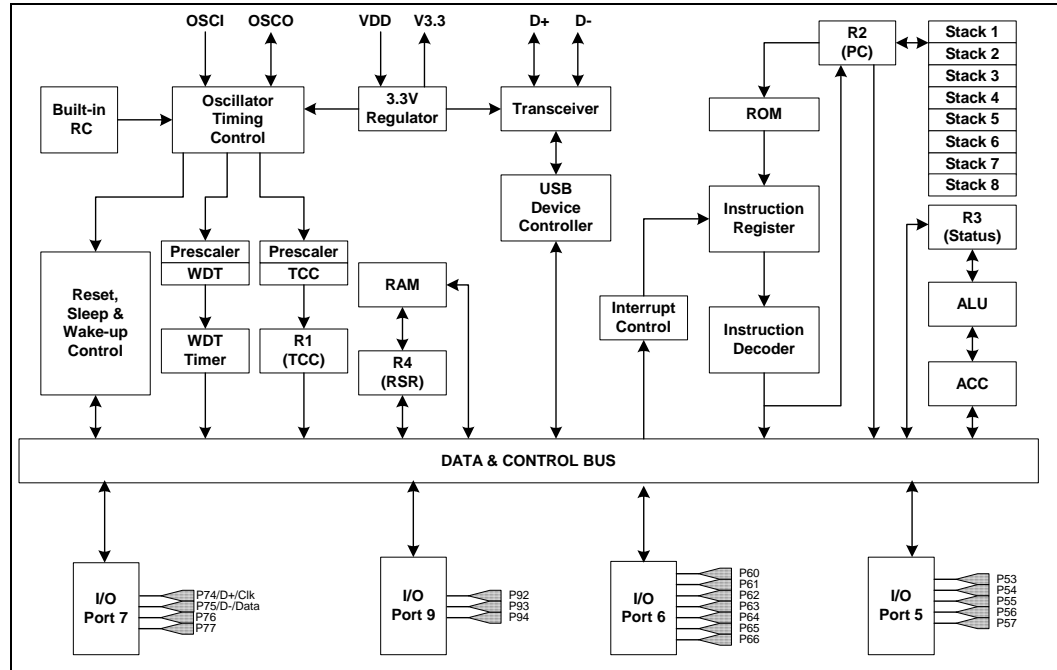 OSCI
OSCO
VDD
V3.3
D+
D-
R2
(PC)
Stack 1
Stack 2
Stack 3
Stack 4
Stack 5
Stack 6
Stack 7
Stack 8
Built-in
RC
Oscillator
Timing
Control
3.3V
Regulator
Transceiver
ROM
USB
Device
Controller
Instruction
Register
R3
(Status)
Prescaler
WDT
Prescaler
TCC
Reset,
Sleep &
Wake-up
Control
RAM
Interrupt
Control
ALU
WDT
Timer
R1
(TCC)
R4
(RSR)
Instruction
Decoder
ACC
DATA & CONTROL BUS
I/O
Port 7
P74/D+/Clk
P75/D-/Data
P76
P77
I/O
Port 9
P92
P93
P94
I/O
Port 6
P60
P61
P62
P63
P64
P65
P66
I/O
Port 5
P53
P54
P55
P56
P57